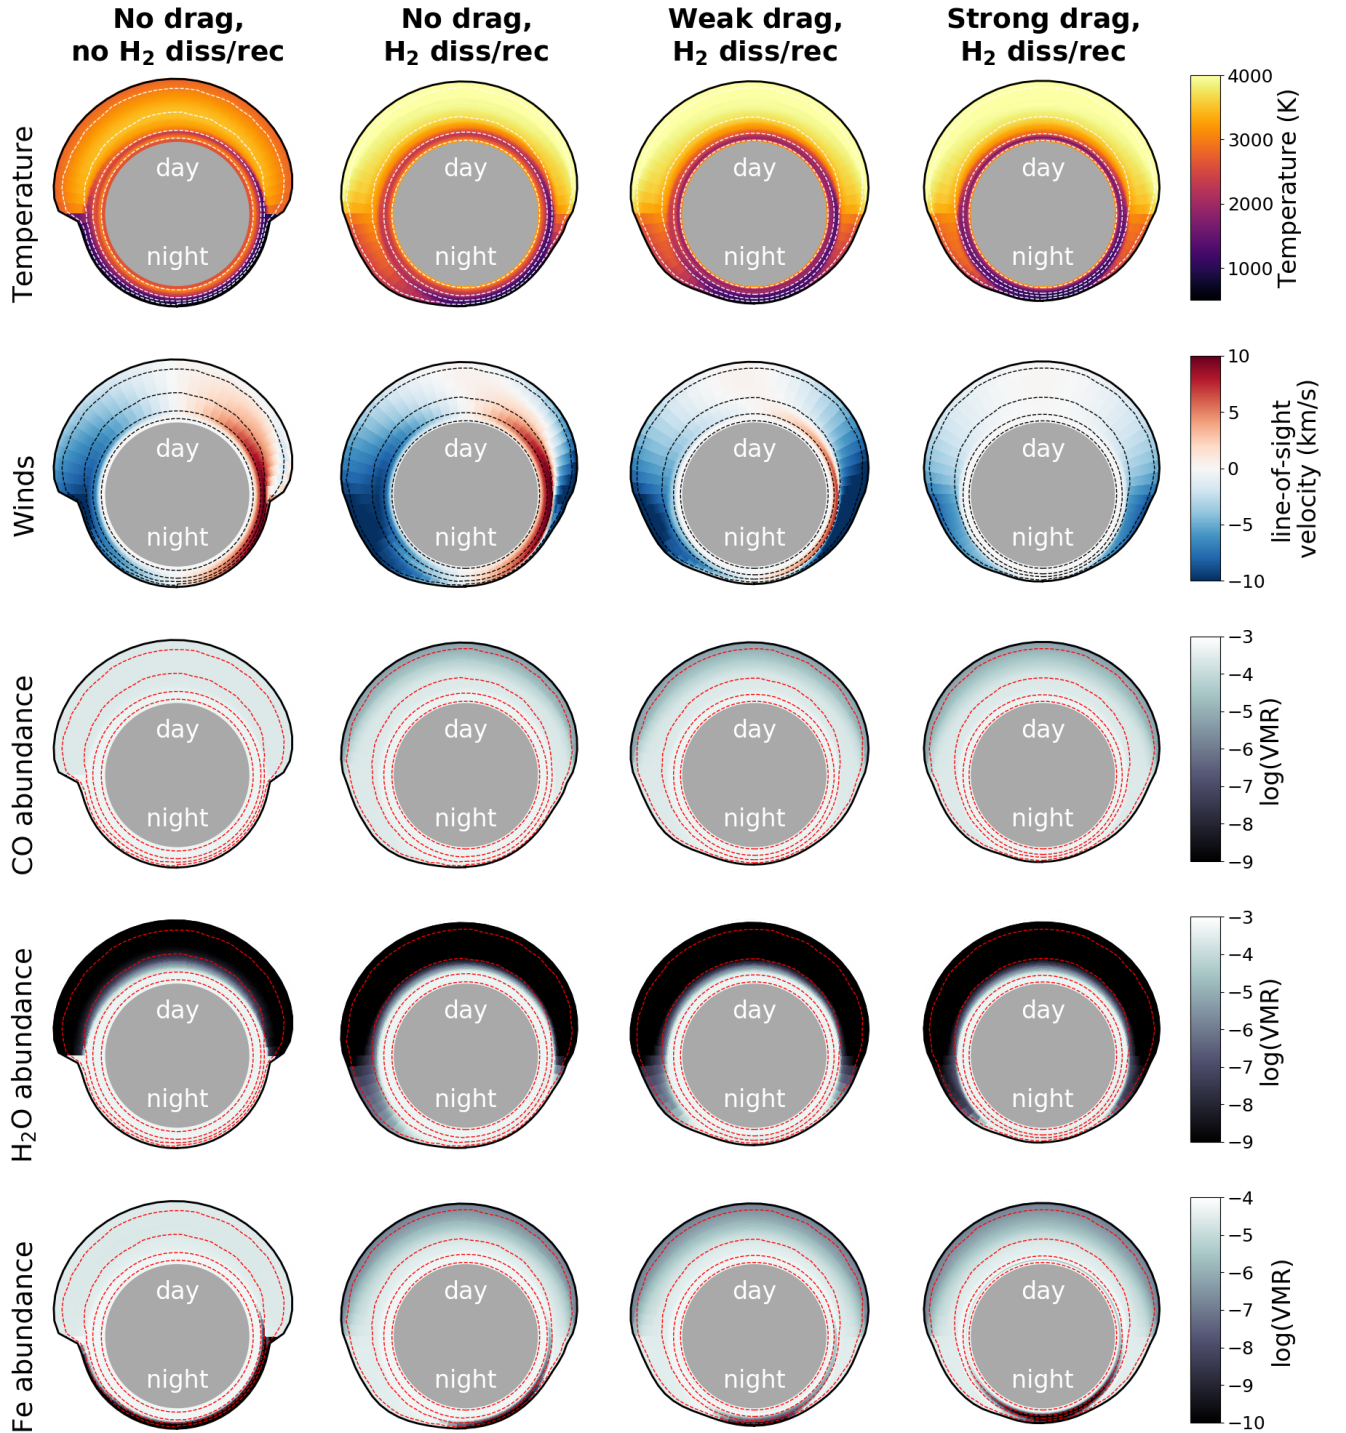 No drag,
no H₂ diss/rec
No drag,
H₂ diss/rec
Weak drag,
H₂ diss/rec
Strong drag,
H₂ diss/rec
Temperature
day
night
day
night
day
night
day
night
4000
3000
2000
1000
Temperature (K)
Winds
day
night
day
night
day
night
day
night
10
5
0
−5
−10
line-of-sight
velocity (km/s)
CO abundance
day
night
day
night
day
night
day
night
−3
−4
−5
−6
−7
−8
−9
log(VMR)
H₂O abundance
day
night
day
night
day
night
day
night
−3
−4
−5
−6
−7
−8
−9
log(VMR)
Fe abundance
day
night
day
night
day
night
day
night
−4
−5
−6
−7
−8
−9
−10
log(VMR)